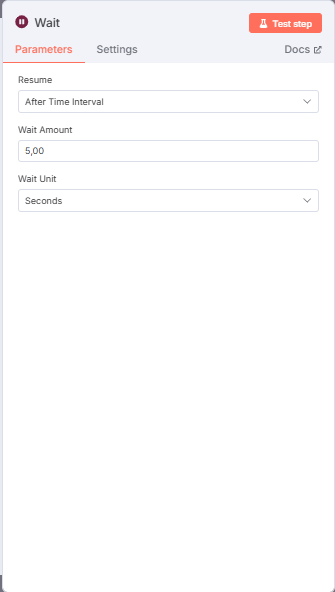 Wait
Test step
Parameters Settings Docs
Resume
After Time Interval
Wait Amount
5,00
Wait Unit
Seconds